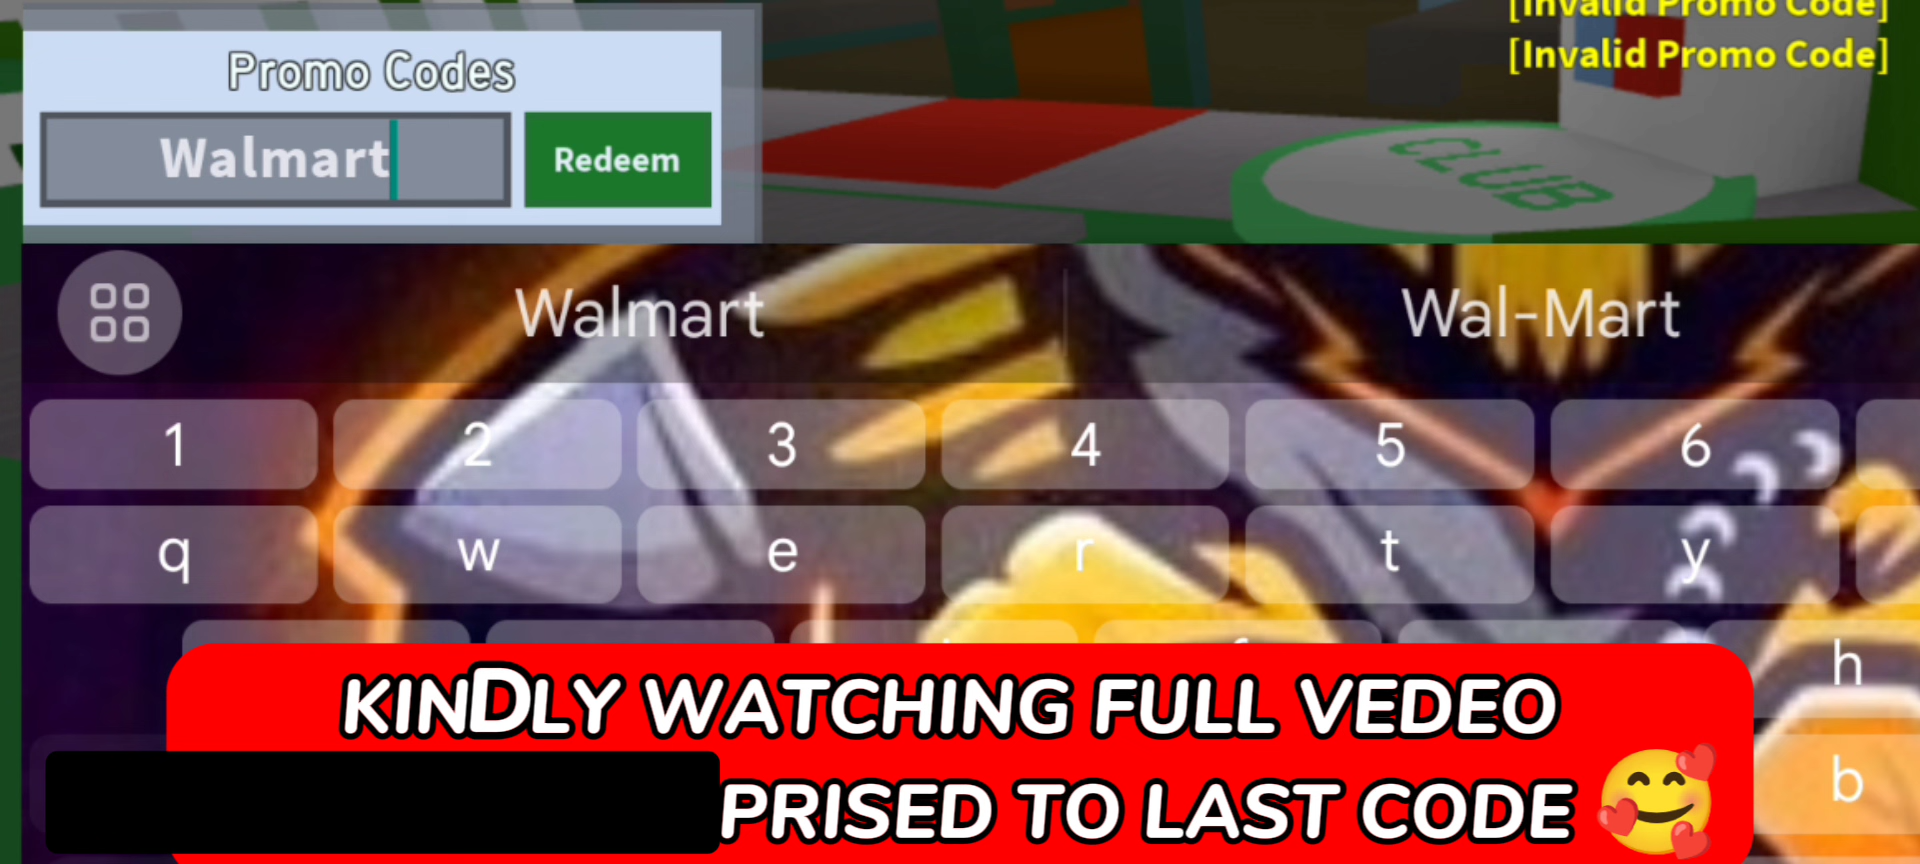 [Invalid Promo Code]
[Invalid Promo Code]
Promo Codes
Walmart
Redeem
CLUB
Walmart
Wal-Mart
1 2 3 4 5 6
q w e r t y
h
KINDLY WATCHING FULL VEDEO
b
PRISED TO LAST CODE 🥰